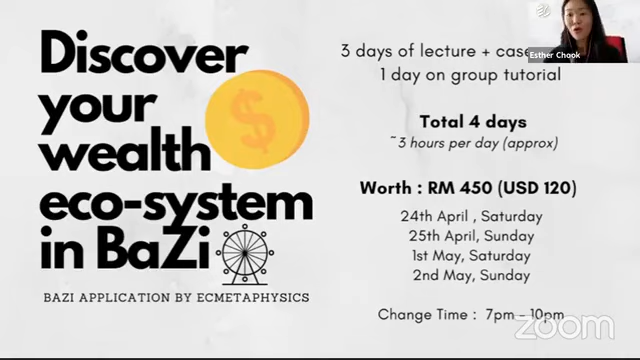 Discover
your
wealth
eco-system
in BaZi
BAZI APPLICATION BY ECMETAPHYSICS
3 days of lecture + case
1 day on group tutorial
Total 4 days
~3 hours per day (approx)
Worth : RM 450 (USD 120)
24th April , Saturday
25th April, Sunday
1st May, Saturday
2nd May, Sunday
Change Time : 7pm - 10pm
Esther Chook
zoom
$